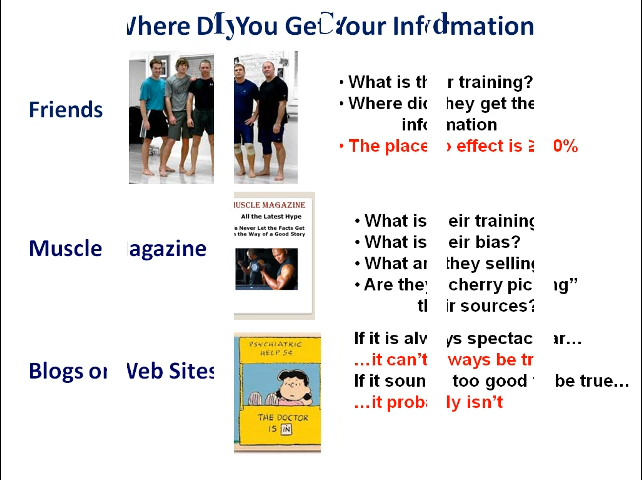 Where You Get Your Information
Friends
• What is their training?
• Where did they get the
information
• The placebo effect is ≥
MUSCLE MAGAZINE
All the Latest Hype
We Never Let the Facts Get
in the Way of a Good Story
Muscle Magazine
• What is their training
• What is their bias?
• What are they selling
• Are they “cherry picking”
their sources?
PSYCHIATRIC
HELP 5¢
THE DOCTOR
IS IN
Blogs or Web Sites
If it is always spectacular…
…it can’t always be
If it sounds too good to be true…
…it probably isn’t